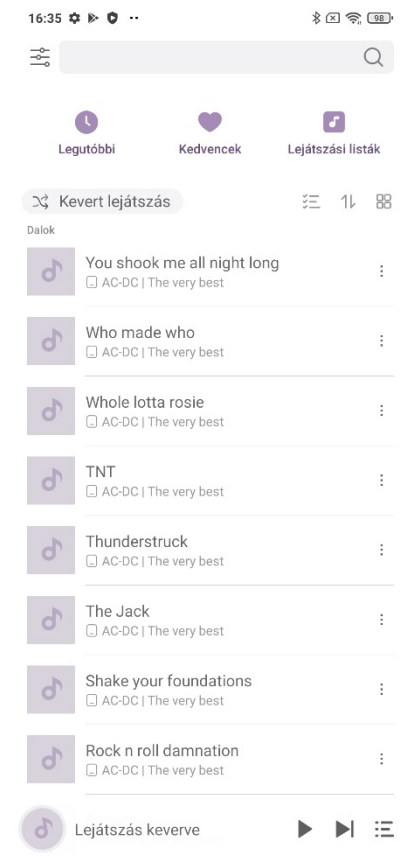 16:35
98
Legutóbbi
Kedvencek
Lejátszási listák
Kevert lejátszás
Dalok
You shook me all night long
AC-DC | The very best
Who made who
AC-DC | The very best
Whole lotta rosie
AC-DC | The very best
TNT
AC-DC | The very best
Thunderstruck
AC-DC | The very best
The Jack
AC-DC | The very best
Shake your foundations
AC-DC | The very best
Rock n roll damnation
AC-DC | The very best
Lejátszás keverve